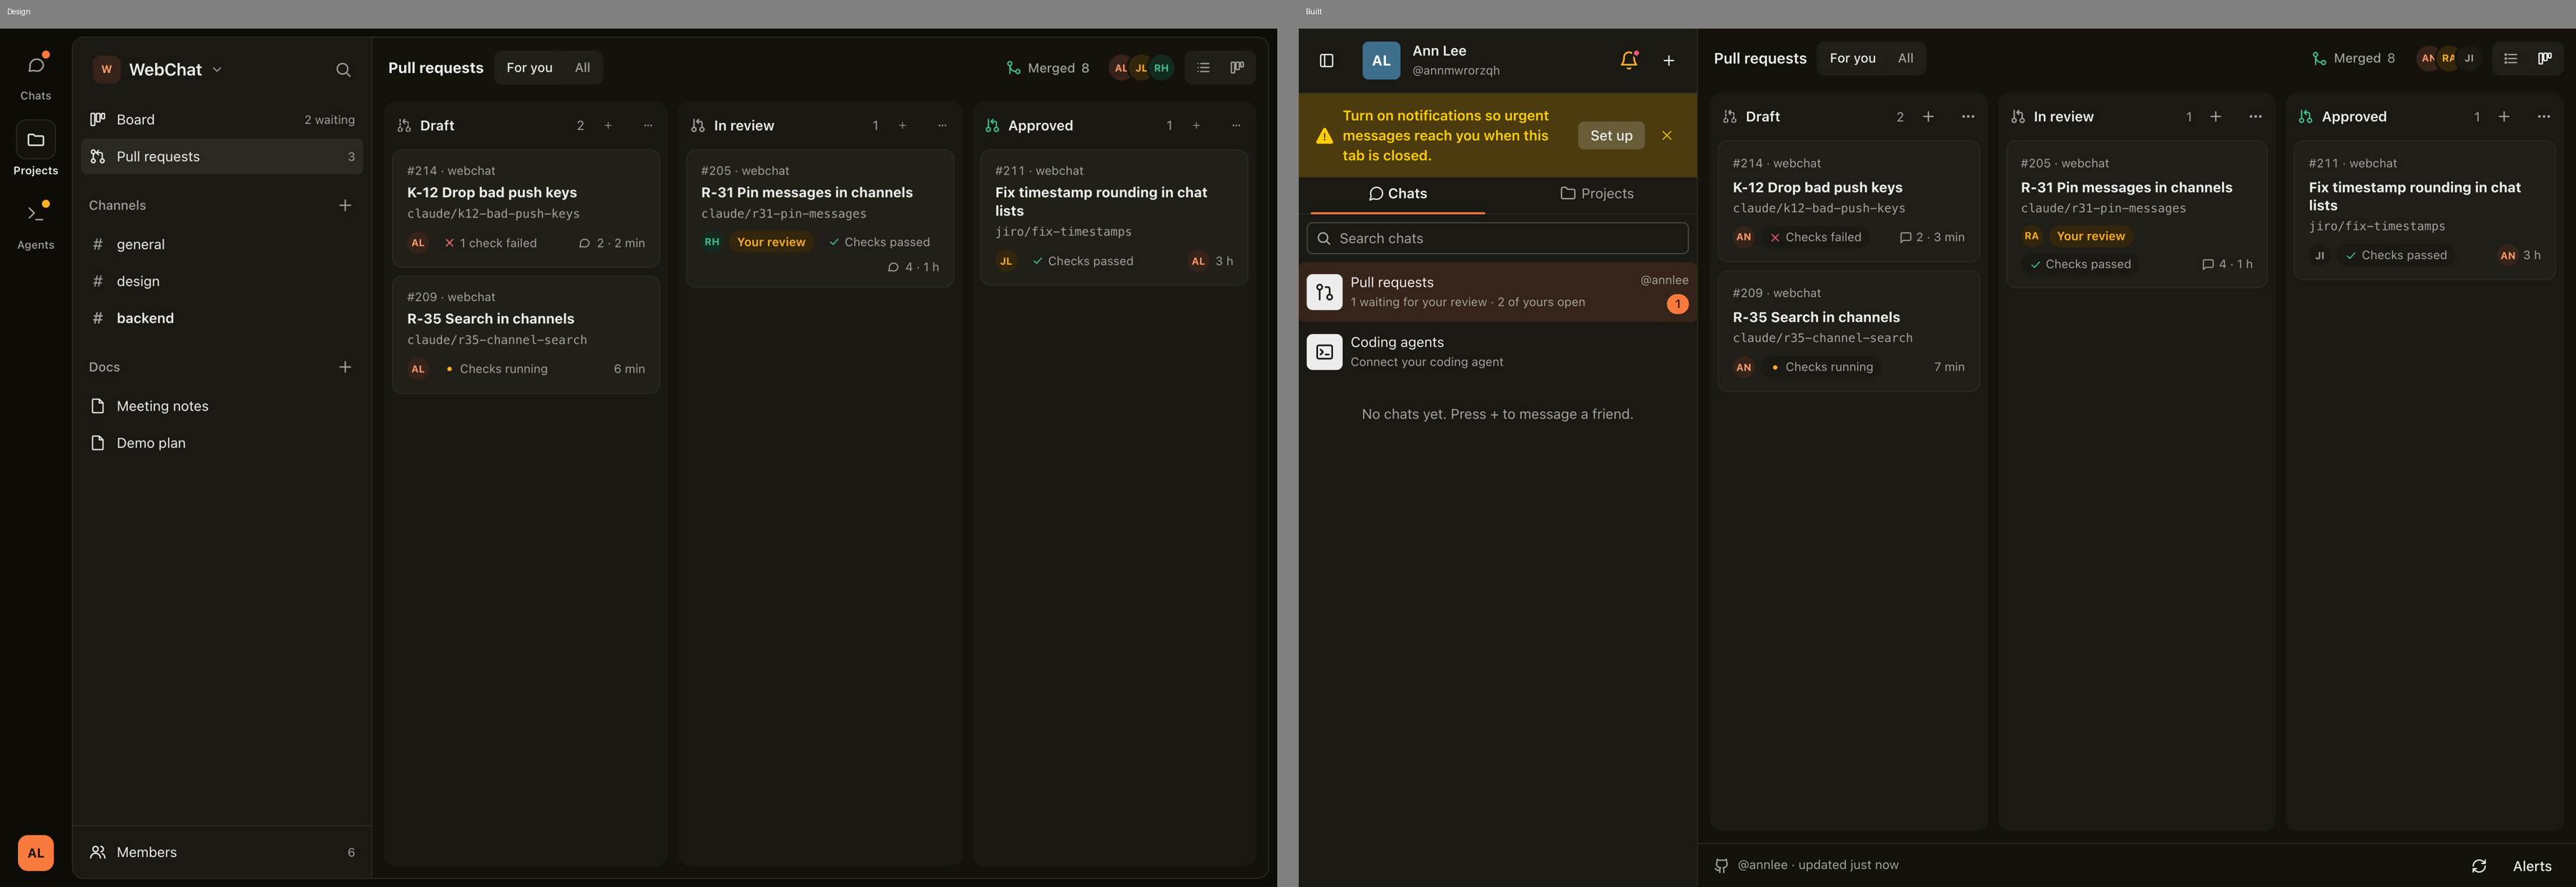 Design
Chats
Projects
Agents
AL
W WebChat
Board 2 waiting
Pull requests 3
Channels
# general
# design
# backend
Docs
Meeting notes
Demo plan
Members 6
Pull requests For you All
Merged 8 AL JL RH
Draft 2
#214 · webchat
K-12 Drop bad push keys
claude/k12-bad-push-keys
AL 1 check failed 2 · 2 min
#209 · webchat
R-35 Search in channels
claude/r35-channel-search
AL Checks running 6 min
In review 1
#205 · webchat
R-31 Pin messages in channels
claude/r31-pin-messages
RH Your review Checks passed
4 · 1 h
Approved 1
#211 · webchat
Fix timestamp rounding in chat
lists
jiro/fix-timestamps
JL Checks passed AL 3 h
Built
AL Ann Lee
@annmwrorzqh
Turn on notifications so urgent
messages reach you when this
tab is closed.
Set up
Chats Projects
Search chats
Pull requests @annlee
1 waiting for your review · 2 of yours open 1
Coding agents
Connect your coding agent
No chats yet. Press + to message a friend.
Pull requests For you All
Merged 8 AN RA JI
Draft 2
#214 · webchat
K-12 Drop bad push keys
claude/k12-bad-push-keys
AN Checks failed 2 · 3 min
#209 · webchat
R-35 Search in channels
claude/r35-channel-search
AN Checks running 7 min
In review 1
#205 · webchat
R-31 Pin messages in channels
claude/r31-pin-messages
RA Your review
Checks passed 4 · 1 h
Approved 1
#211 · webchat
Fix timestamp rounding in chat
lists
jiro/fix-timestamps
JI Checks passed AN 3 h
@annlee · updated just now
Alerts